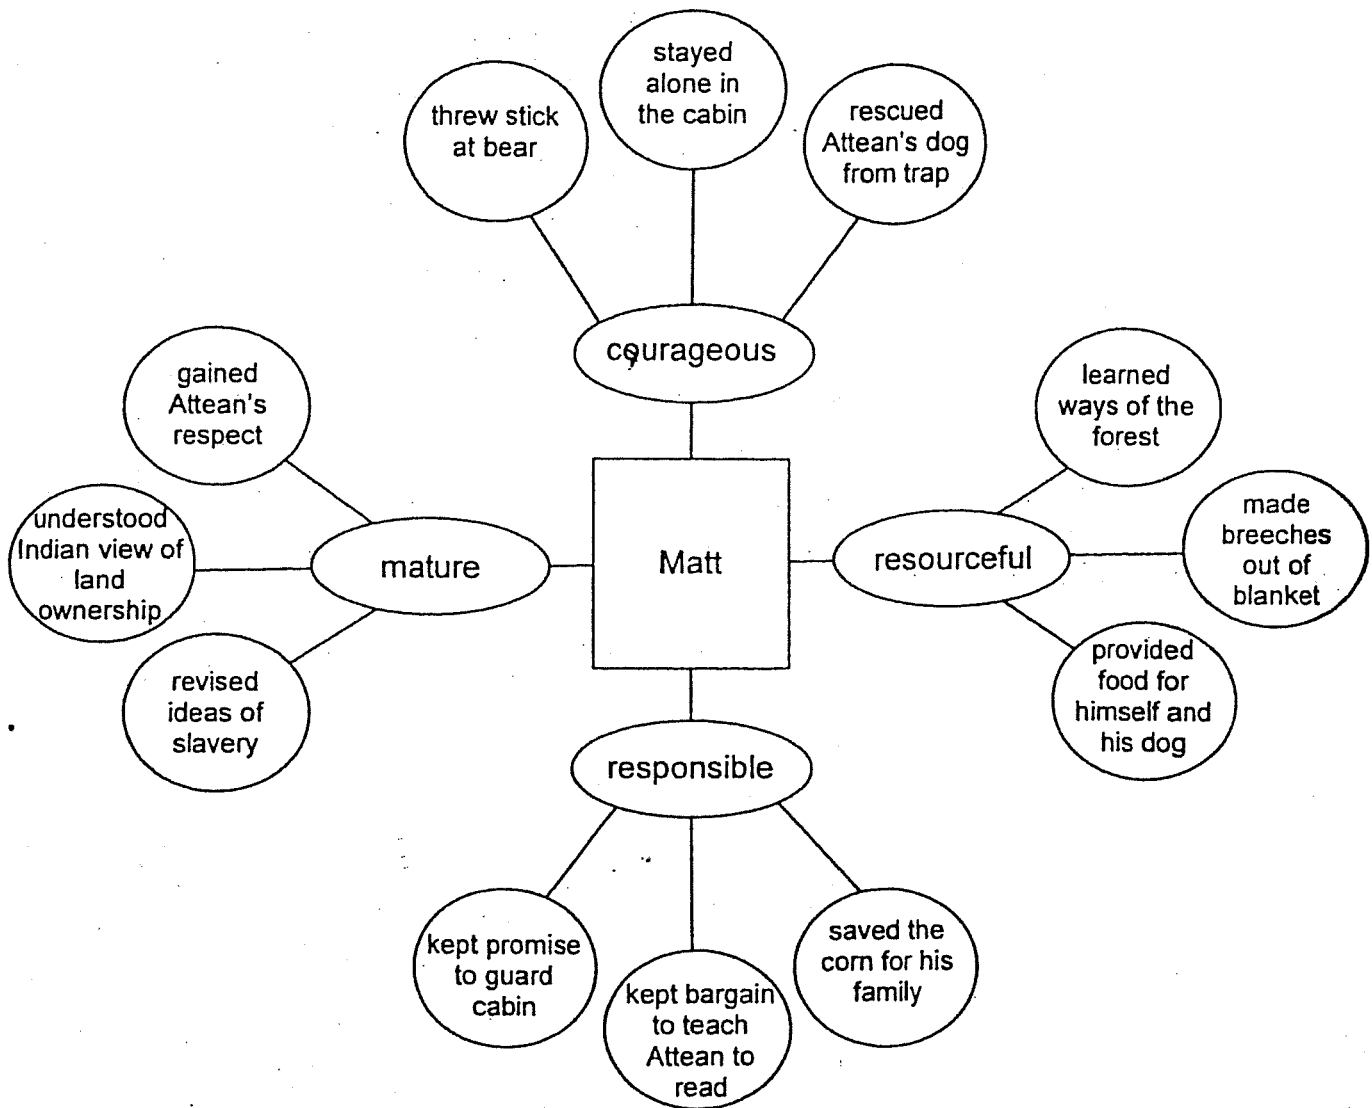 threw stick
at bear
stayed
alone in
the cabin
rescued
Attean's dog
from trap
courageous
gained
Attean's
respect
understood
Indian view of
land
ownership
revised
ideas of
slavery
mature
Matt
resourceful
learned
ways of the
forest
made
breeches
out of
blanket
provided
food for
himself and
his dog
responsible
kept promise
to guard
cabin
kept bargain
to teach
Attean to
read
saved the
corn for his
family